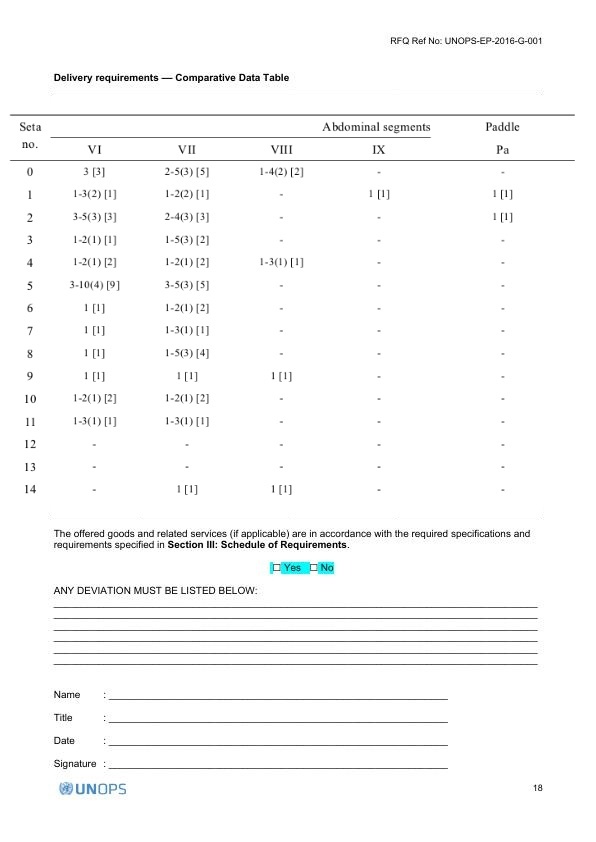 RFQ Ref No: UNOPS-EP-2016-G-001
Delivery requirements — Comparative Data Table
Seta no. Abdominal segments Paddle
VI VII VIII IX Pa
0 3 [3] 2-5(3) [5] 1-4(2) [2] - -
1 1-3(2) [1] 1-2(2) [1] - 1 [1] 1 [1]
2 3-5(3) [3] 2-4(3) [3] - - 1 [1]
3 1-2(1) [1] 1-5(3) [2] - - -
4 1-2(1) [2] 1-2(1) [2] 1-3(1) [1] - -
5 3-10(4) [9] 3-5(3) [5] - - -
6 1 [1] 1-2(1) [2] - - -
7 1 [1] 1-3(1) [1] - - -
8 1 [1] 1-5(3) [4] - - -
9 1 [1] 1 [1] 1 [1] - -
10 1-2(1) [2] 1-2(1) [2] - - -
11 1-3(1) [1] 1-3(1) [1] - - -
12 - - - - -
13 - - - - -
14 - 1 [1] 1 [1] - -
The offered goods and related services (if applicable) are in accordance with the required specifications and
requirements specified in Section III: Schedule of Requirements.
☐ Yes ☐ No
ANY DEVIATION MUST BE LISTED BELOW:
Name :
Title :
Date :
Signature :
UNOPS 18